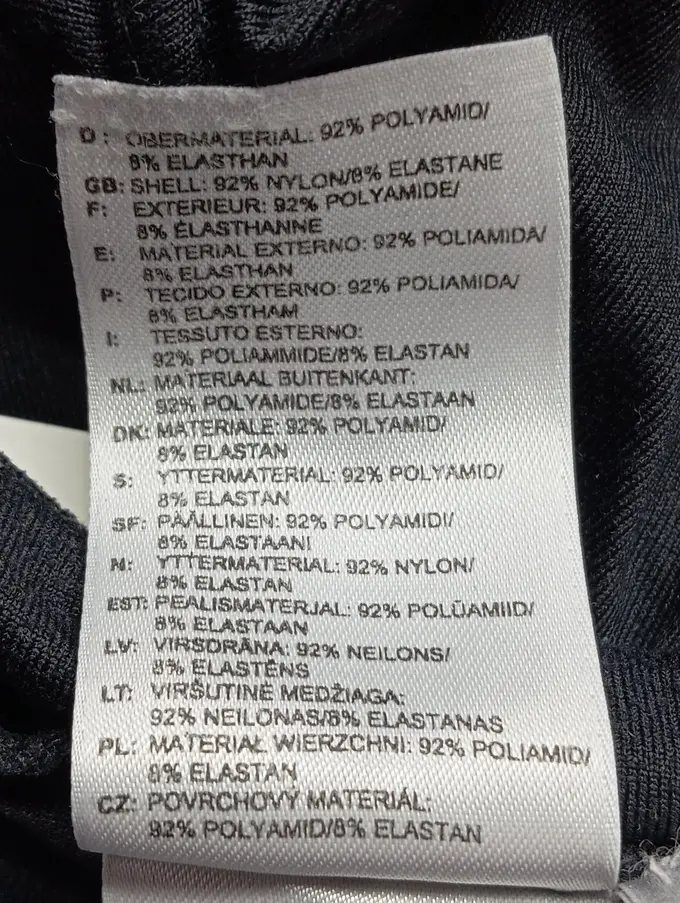 D: OBERMATERIAL: 92% POLYAMID/
8% ELASTHAN
GB: SHELL: 92% NYLON/8% ELASTANE
F: EXTERIEUR: 92% POLYAMIDE/
8% ÉLASTHANNE
E: MATERIAL EXTERNO: 92% POLIAMIDA/
8% ELASTHAN
P: TECIDO EXTERNO: 92% POLIAMIDA/
8% ELASTHAM
I: TESSUTO ESTERNO:
92% POLIAMMIDE/8% ELASTAN
NL: MATERIAAL BUITENKANT:
92% POLYAMIDE/8% ELASTAAN
DK: MATERIALE: 92% POLYAMID/
8% ELASTAN
S: YTTERMATERIAL: 92% POLYAMID/
8% ELASTAN
SF: PÄÄLLINEN: 92% POLYAMIDI/
8% ELASTAANI
N: YTTERMATERIAL: 92% NYLON/
8% ELASTAN
EST: PEALISMATERJAL: 92% POLÜAMIID/
8% ELASTAAN
LV: VIRSDRĀNA: 92% NEILONS/
8% ELASTĒNS
LT: VIRŠUTINĖ MEDŽIAGA:
92% NEILONAS/8% ELASTANAS
PL: MATERIAŁ WIERZCHNI: 92% POLIAMID/
8% ELASTAN
CZ: POVRCHOVÝ MATERIÁL:
92% POLYAMID/8% ELASTAN